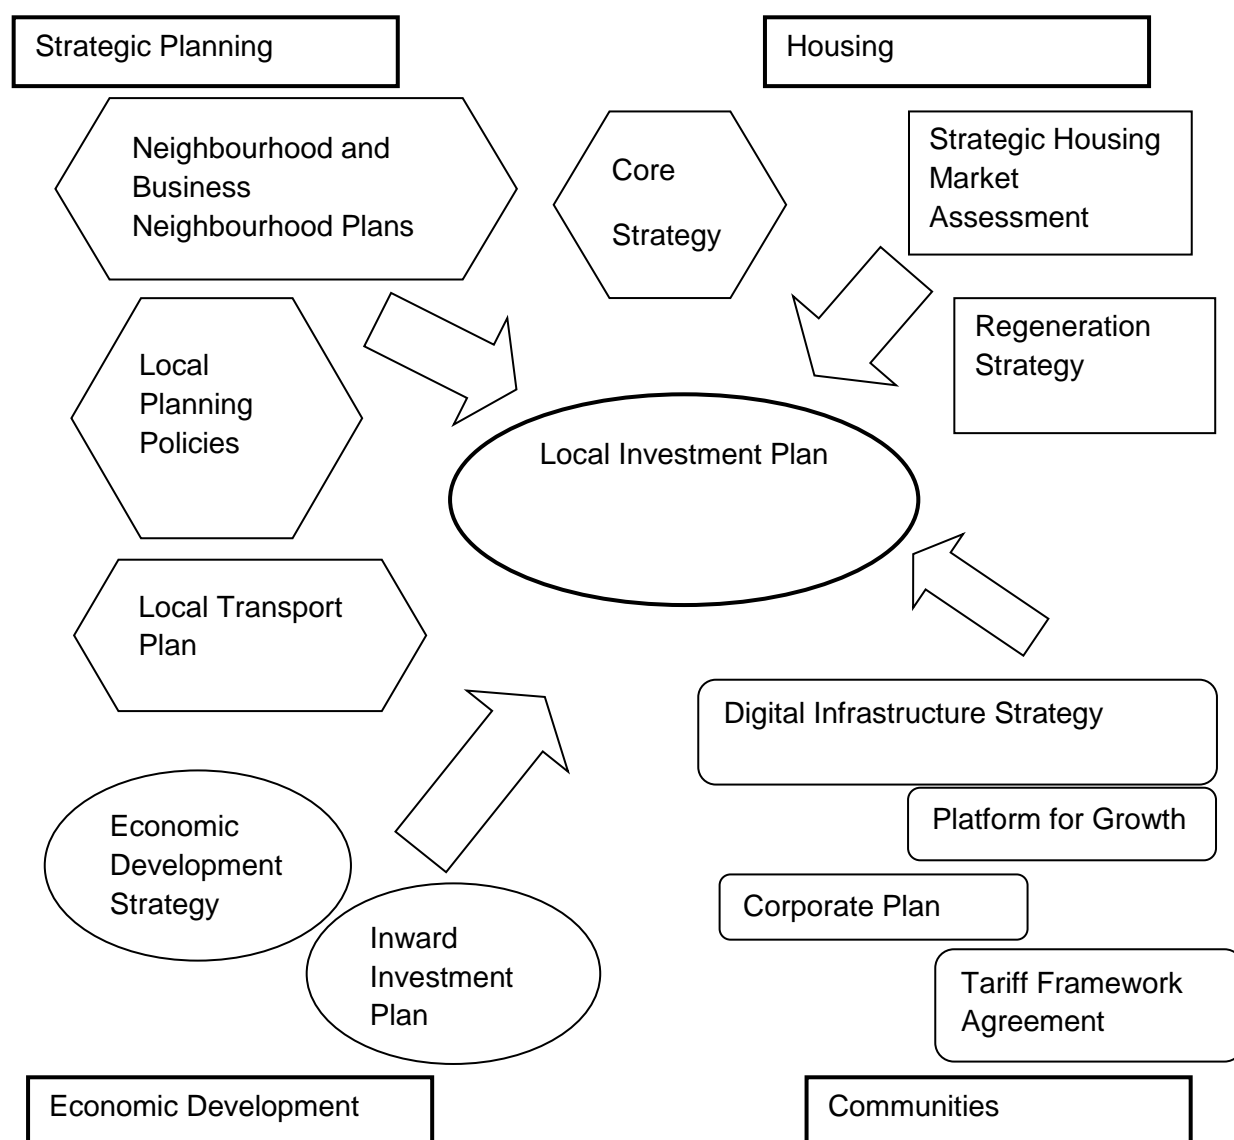 Strategic Planning
Housing
Neighbourhood and
Business
Neighbourhood Plans
Core
Strategy
Strategic Housing
Market
Assessment
Local
Planning
Policies
Regeneration
Strategy
Local Investment Plan
Local Transport
Plan
Digital Infrastructure Strategy
Platform for Growth
Economic
Development
Strategy
Corporate Plan
Inward
Investment
Plan
Tariff Framework
Agreement
Economic Development
Communities